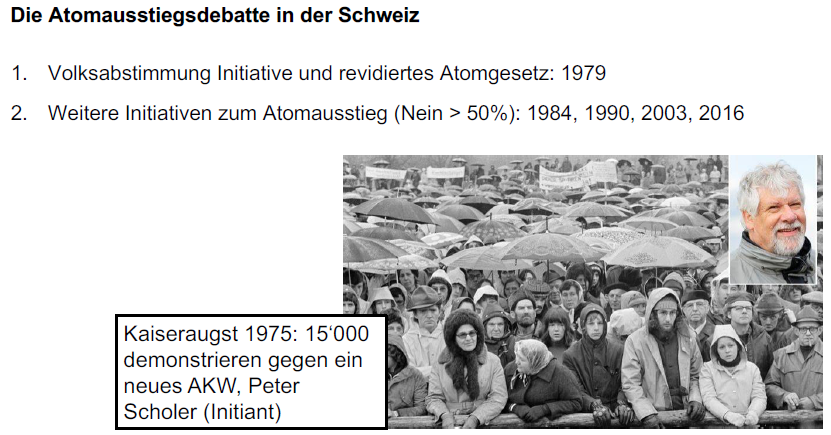 Die Atomausstiegsdebatte in der Schweiz
1. Volksabstimmung Initiative und revidiertes Atomgesetz: 1979
2. Weitere Initiativen zum Atomausstieg (Nein > 50%): 1984, 1990, 2003, 2016
Kaiseraugst 1975: 15‘000
demonstrieren gegen ein
neues AKW, Peter
Scholer (Initiant)